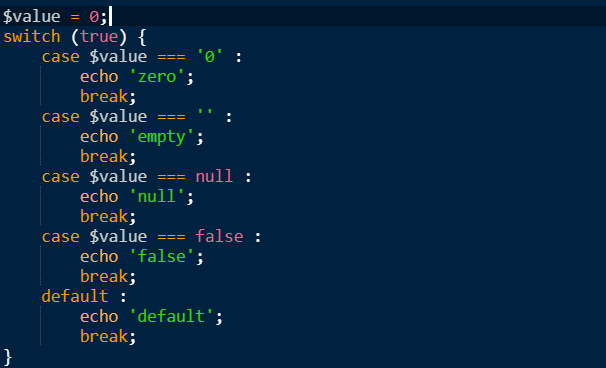 $value = 0;
switch (true) {
    case $value === '0' :
        echo 'zero';
        break;
    case $value === '' :
        echo 'empty';
        break;
    case $value === null :
        echo 'null';
        break;
    case $value === false :
        echo 'false';
        break;
    default :
        echo 'default';
        break;
}